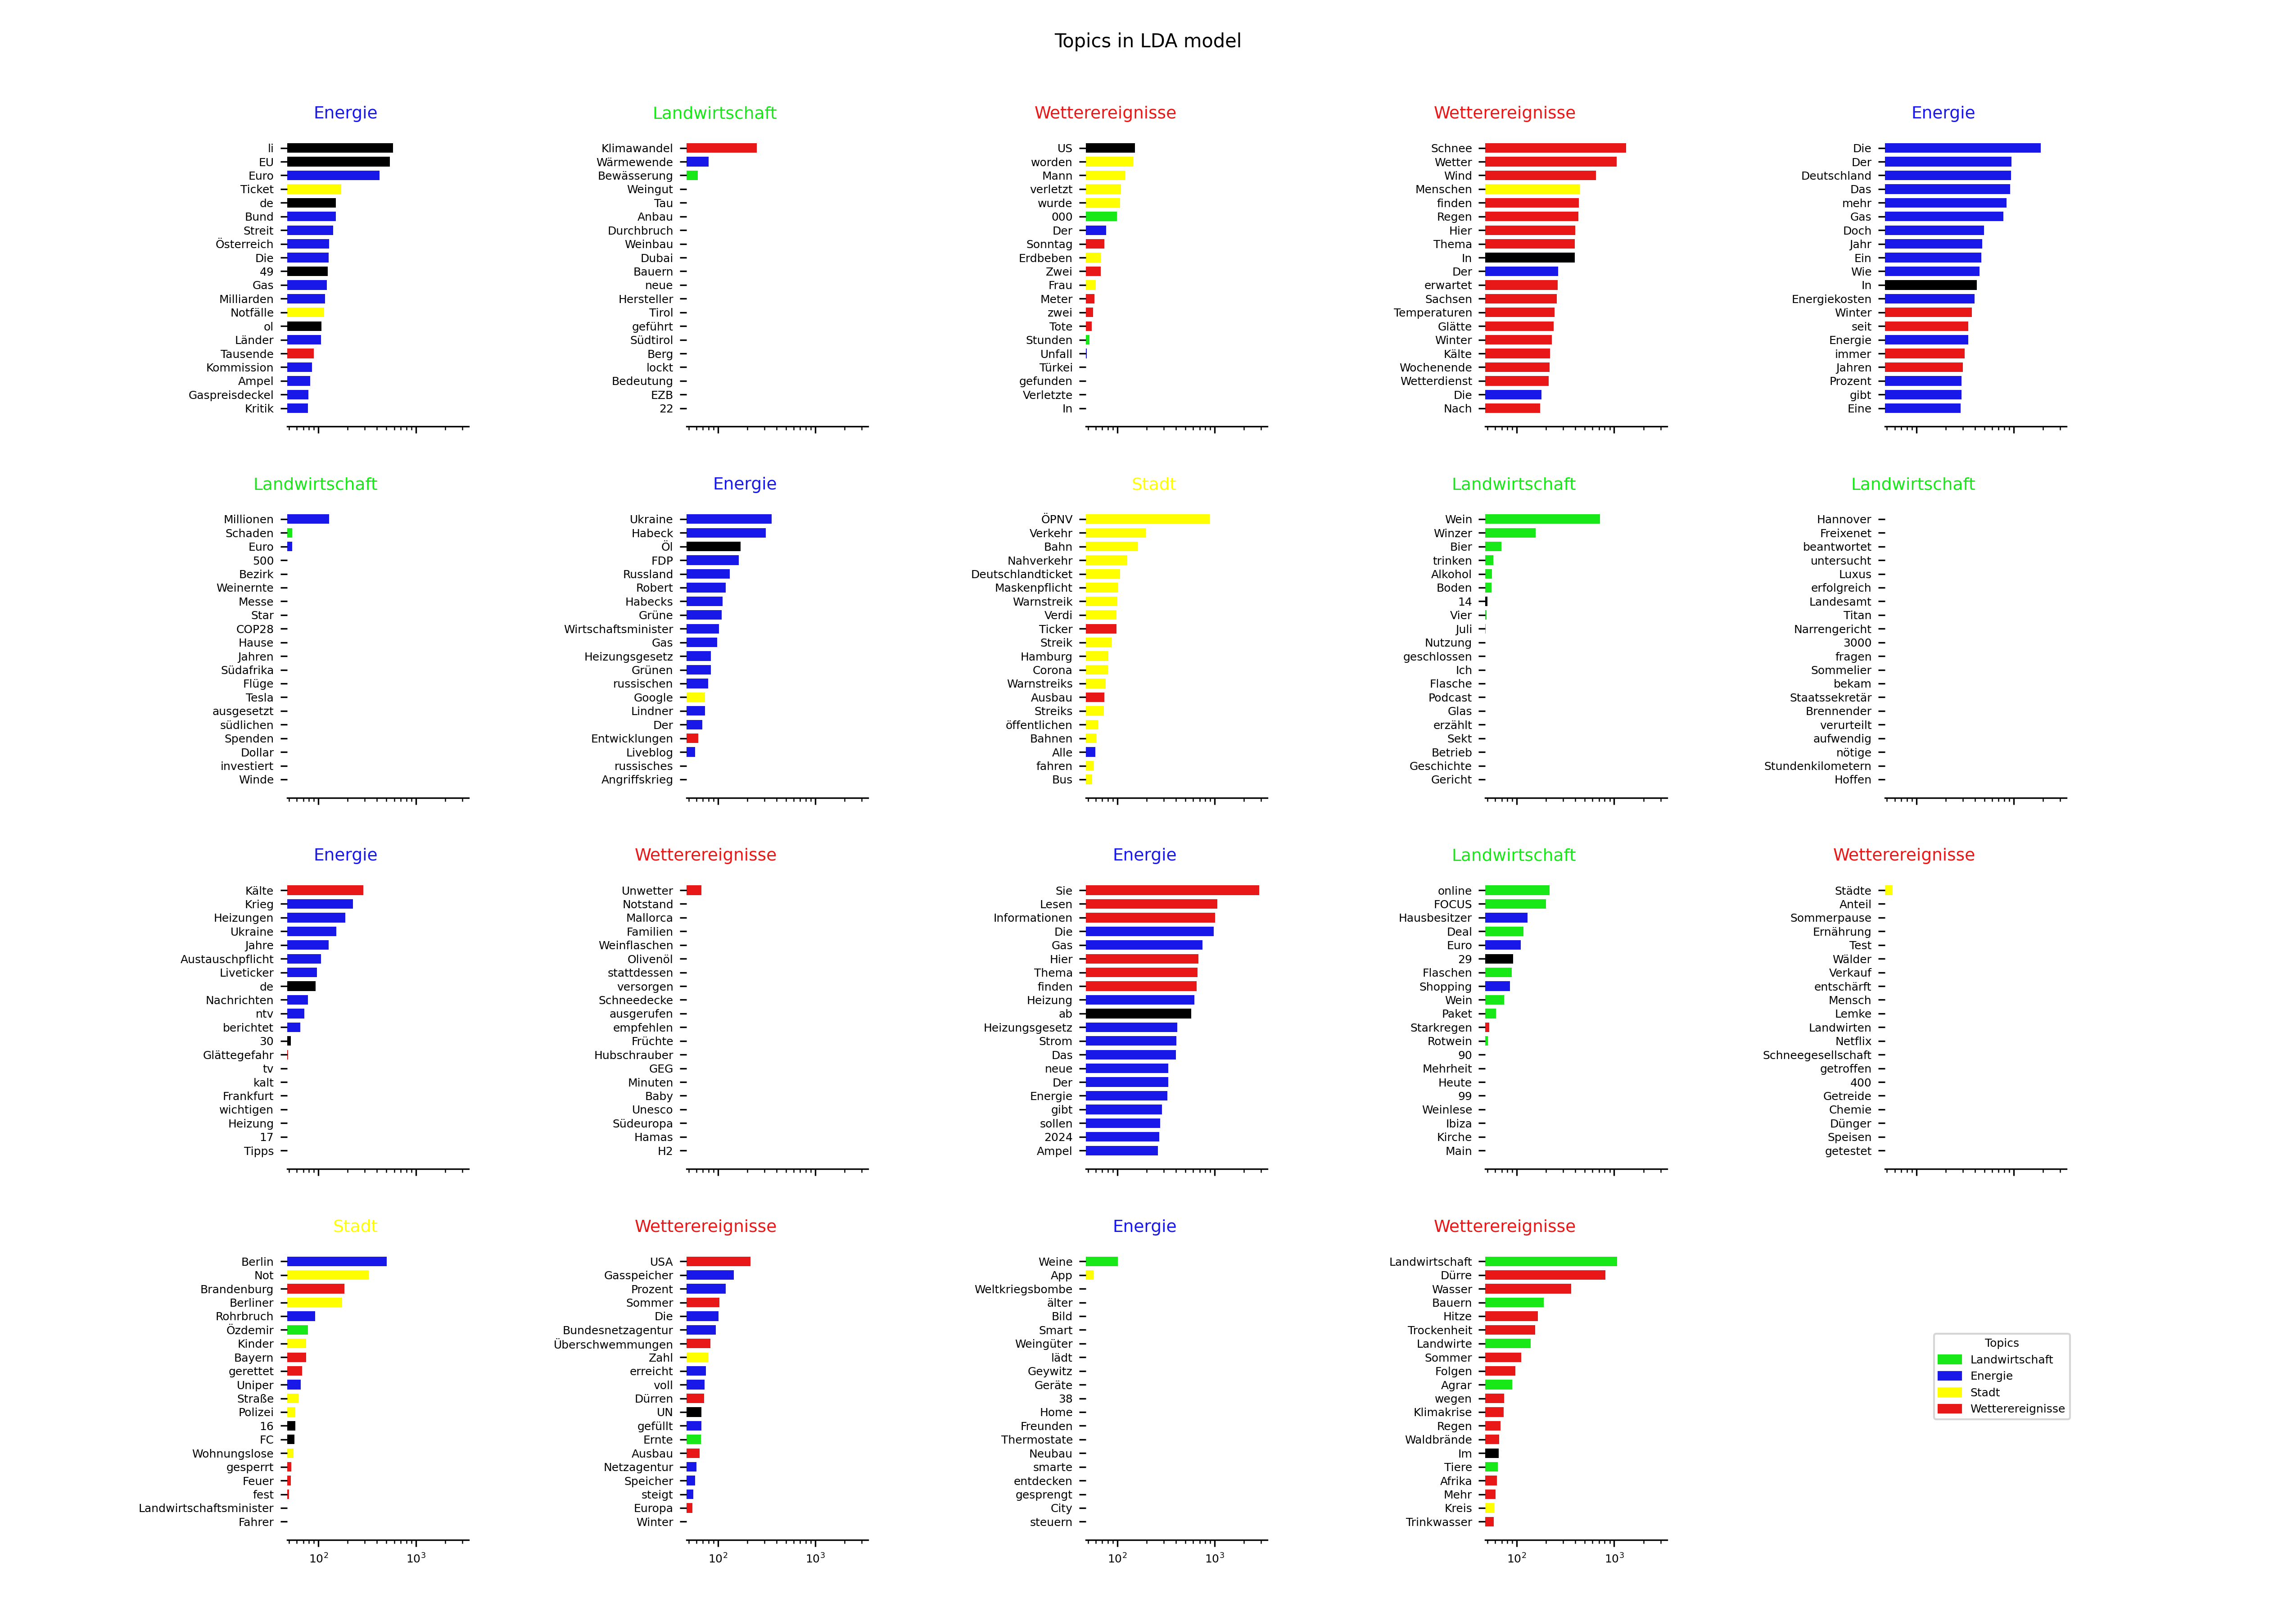 Topics in LDA model
Energie
li
EU
Euro
Ticket
de
Bund
Streit
Österreich
Die
49
Gas
Milliarden
Notfälle
ol
Länder
Tausende
Kommission
Ampel
Gaspreisdeckel
Kritik
Landwirtschaft
Klimawandel
Wärmewende
Bewässerung
Weingut
Tau
Anbau
Durchbruch
Weinbau
Dubai
Bauern
neue
Hersteller
Tirol
geführt
Südtirol
Berg
lockt
Bedeutung
EZB
22
Wetterereignisse
US
worden
Mann
verletzt
wurde
000
Der
Sonntag
Erdbeben
Zwei
Frau
Meter
zwei
Tote
Stunden
Unfall
Türkei
gefunden
Verletzte
In
Wetterereignisse
Schnee
Wetter
Wind
Menschen
finden
Regen
Hier
Thema
In
Der
erwartet
Sachsen
Temperaturen
Glätte
Winter
Kälte
Wochenende
Wetterdienst
Die
Nach
Energie
Die
Der
Deutschland
Das
mehr
Gas
Doch
Jahr
Ein
Wie
In
Energiekosten
Winter
seit
Energie
immer
Jahren
Prozent
gibt
Eine
Landwirtschaft
Millionen
Schaden
Euro
500
Bezirk
Weinernte
Messe
Star
COP28
Hause
Jahren
Südafrika
Flüge
Tesla
ausgesetzt
südlichen
Spenden
Dollar
investiert
Winde
Energie
Ukraine
Habeck
Öl
FDP
Russland
Robert
Habecks
Grüne
Wirtschaftsminister
Gas
Heizungsgesetz
Grünen
russischen
Google
Lindner
Der
Entwicklungen
Liveblog
russisches
Angriffskrieg
Stadt
ÖPNV
Verkehr
Bahn
Nahverkehr
Deutschlandticket
Maskenpflicht
Warnstreik
Verdi
Ticker
Streik
Hamburg
Corona
Warnstreiks
Ausbau
Streiks
öffentlichen
Bahnen
Alle
fahren
Bus
Landwirtschaft
Wein
Winzer
Bier
trinken
Alkohol
Boden
14
Vier
Juli
Nutzung
geschlossen
Ich
Flasche
Podcast
Glas
erzählt
Sekt
Betrieb
Geschichte
Gericht
Landwirtschaft
Hannover
Freixenet
beantwortet
untersucht
Luxus
erfolgreich
Landesamt
Titan
Narrengericht
3000
fragen
Sommelier
bekam
Staatssekretär
Brennender
verurteilt
aufwendig
nötige
Stundenkilometern
Hoffen
Energie
Kälte
Krieg
Heizungen
Ukraine
Jahre
Austauschpflicht
Liveticker
de
Nachrichten
ntv
berichtet
30
Glättegefahr
tv
kalt
Frankfurt
wichtigen
Heizung
17
Tipps
Wetterereignisse
Unwetter
Notstand
Mallorca
Familien
Weinflaschen
Olivenöl
stattdessen
versorgen
Schneedecke
ausgerufen
empfehlen
Früchte
Hubschrauber
GEG
Minuten
Baby
Unesco
Südeuropa
Hamas
H2
Energie
Sie
Lesen
Informationen
Die
Gas
Hier
Thema
finden
Heizung
ab
Heizungsgesetz
Strom
Das
neue
Der
Energie
gibt
sollen
2024
Ampel
Landwirtschaft
online
FOCUS
Hausbesitzer
Deal
Euro
29
Flaschen
Shopping
Wein
Paket
Starkregen
Rotwein
90
Mehrheit
Heute
99
Weinlese
Ibiza
Kirche
Main
Wetterereignisse
Städte
Anteil
Sommerpause
Ernährung
Test
Wälder
Verkauf
entschärft
Mensch
Lemke
Landwirten
Netflix
Schneegesellschaft
getroffen
400
Getreide
Chemie
Dünger
Speisen
getestet
Stadt
Berlin
Not
Brandenburg
Berliner
Rohrbruch
Özdemir
Kinder
Bayern
gerettet
Uniper
Straße
Polizei
16
FC
Wohnungslose
gesperrt
Feuer
fest
Landwirtschaftsminister
Fahrer
10² 10³
Wetterereignisse
USA
Gasspeicher
Prozent
Sommer
Die
Bundesnetzagentur
Überschwemmungen
Zahl
erreicht
voll
Dürren
UN
gefüllt
Ernte
Ausbau
Netzagentur
Speicher
steigt
Europa
Winter
10² 10³
Energie
Weine
App
Weltkriegsbombe
älter
Bild
Smart
Weingüter
lädt
Geywitz
Geräte
38
Home
Freunden
Thermostate
Neubau
smarte
entdecken
gesprengt
City
steuern
10² 10³
Wetterereignisse
Landwirtschaft
Dürre
Wasser
Bauern
Hitze
Trockenheit
Landwirte
Sommer
Folgen
Agrar
wegen
Klimakrise
Regen
Waldbrände
Im
Tiere
Afrika
Mehr
Kreis
Trinkwasser
10² 10³
Topics
Landwirtschaft
Energie
Stadt
Wetterereignisse